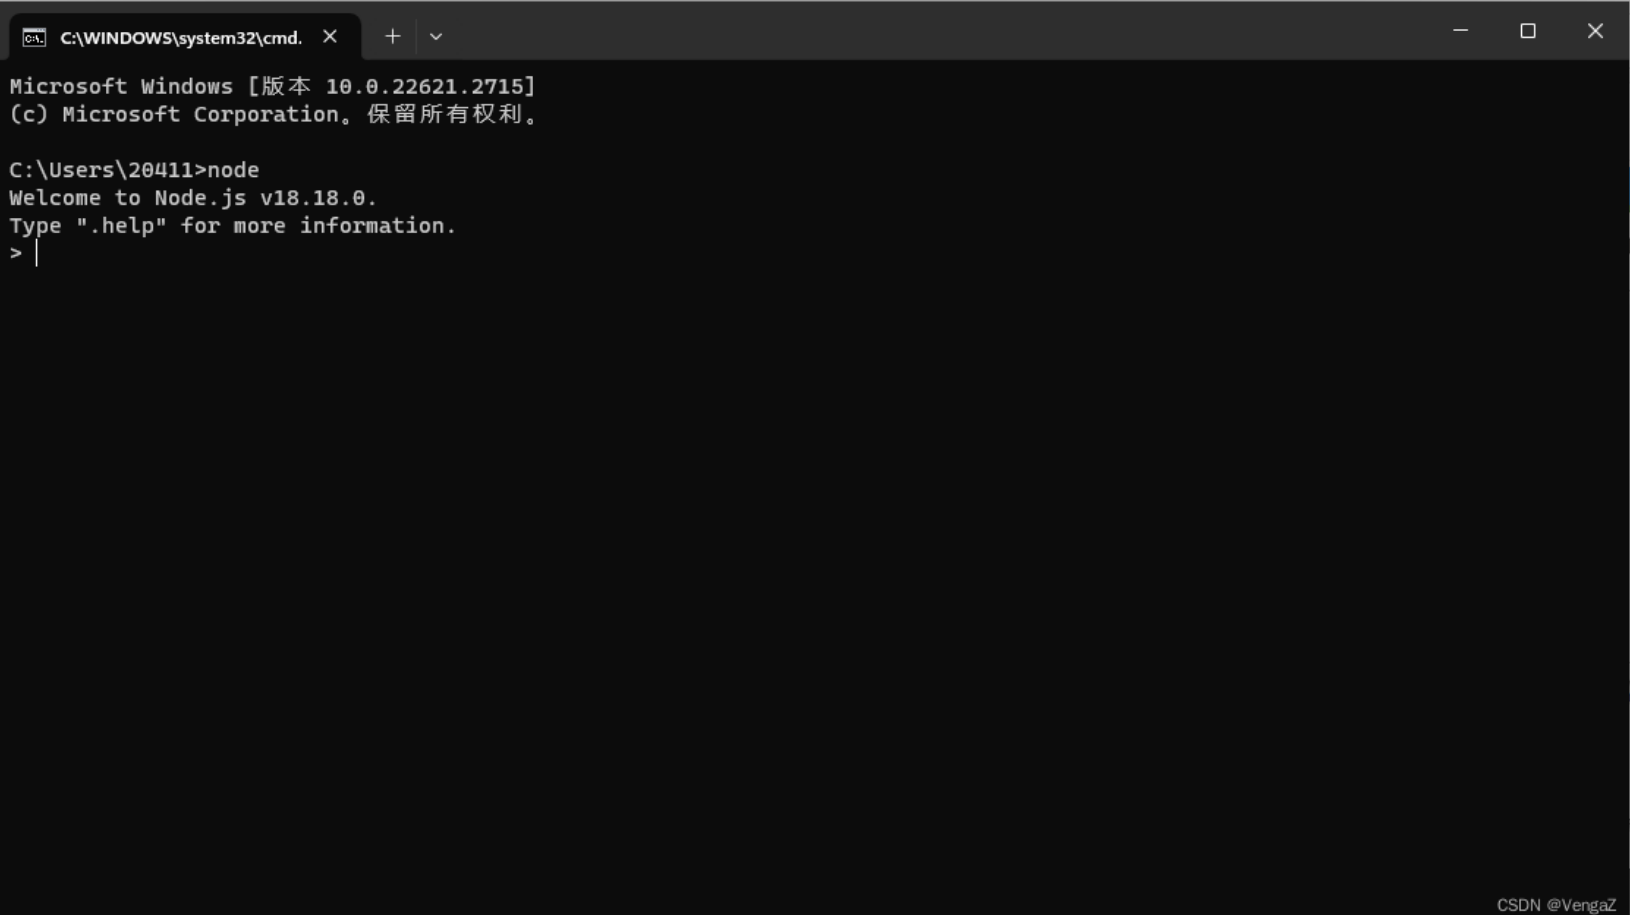 C:\WINDOWS\system32\cmd.
Microsoft Windows [版本 10.0.22621.2715]
(c) Microsoft Corporation。保留所有权利。
C:\Users\20411>node
Welcome to Node.js v18.18.0.
Type ".help" for more information.
>
CSDN @VengaZ